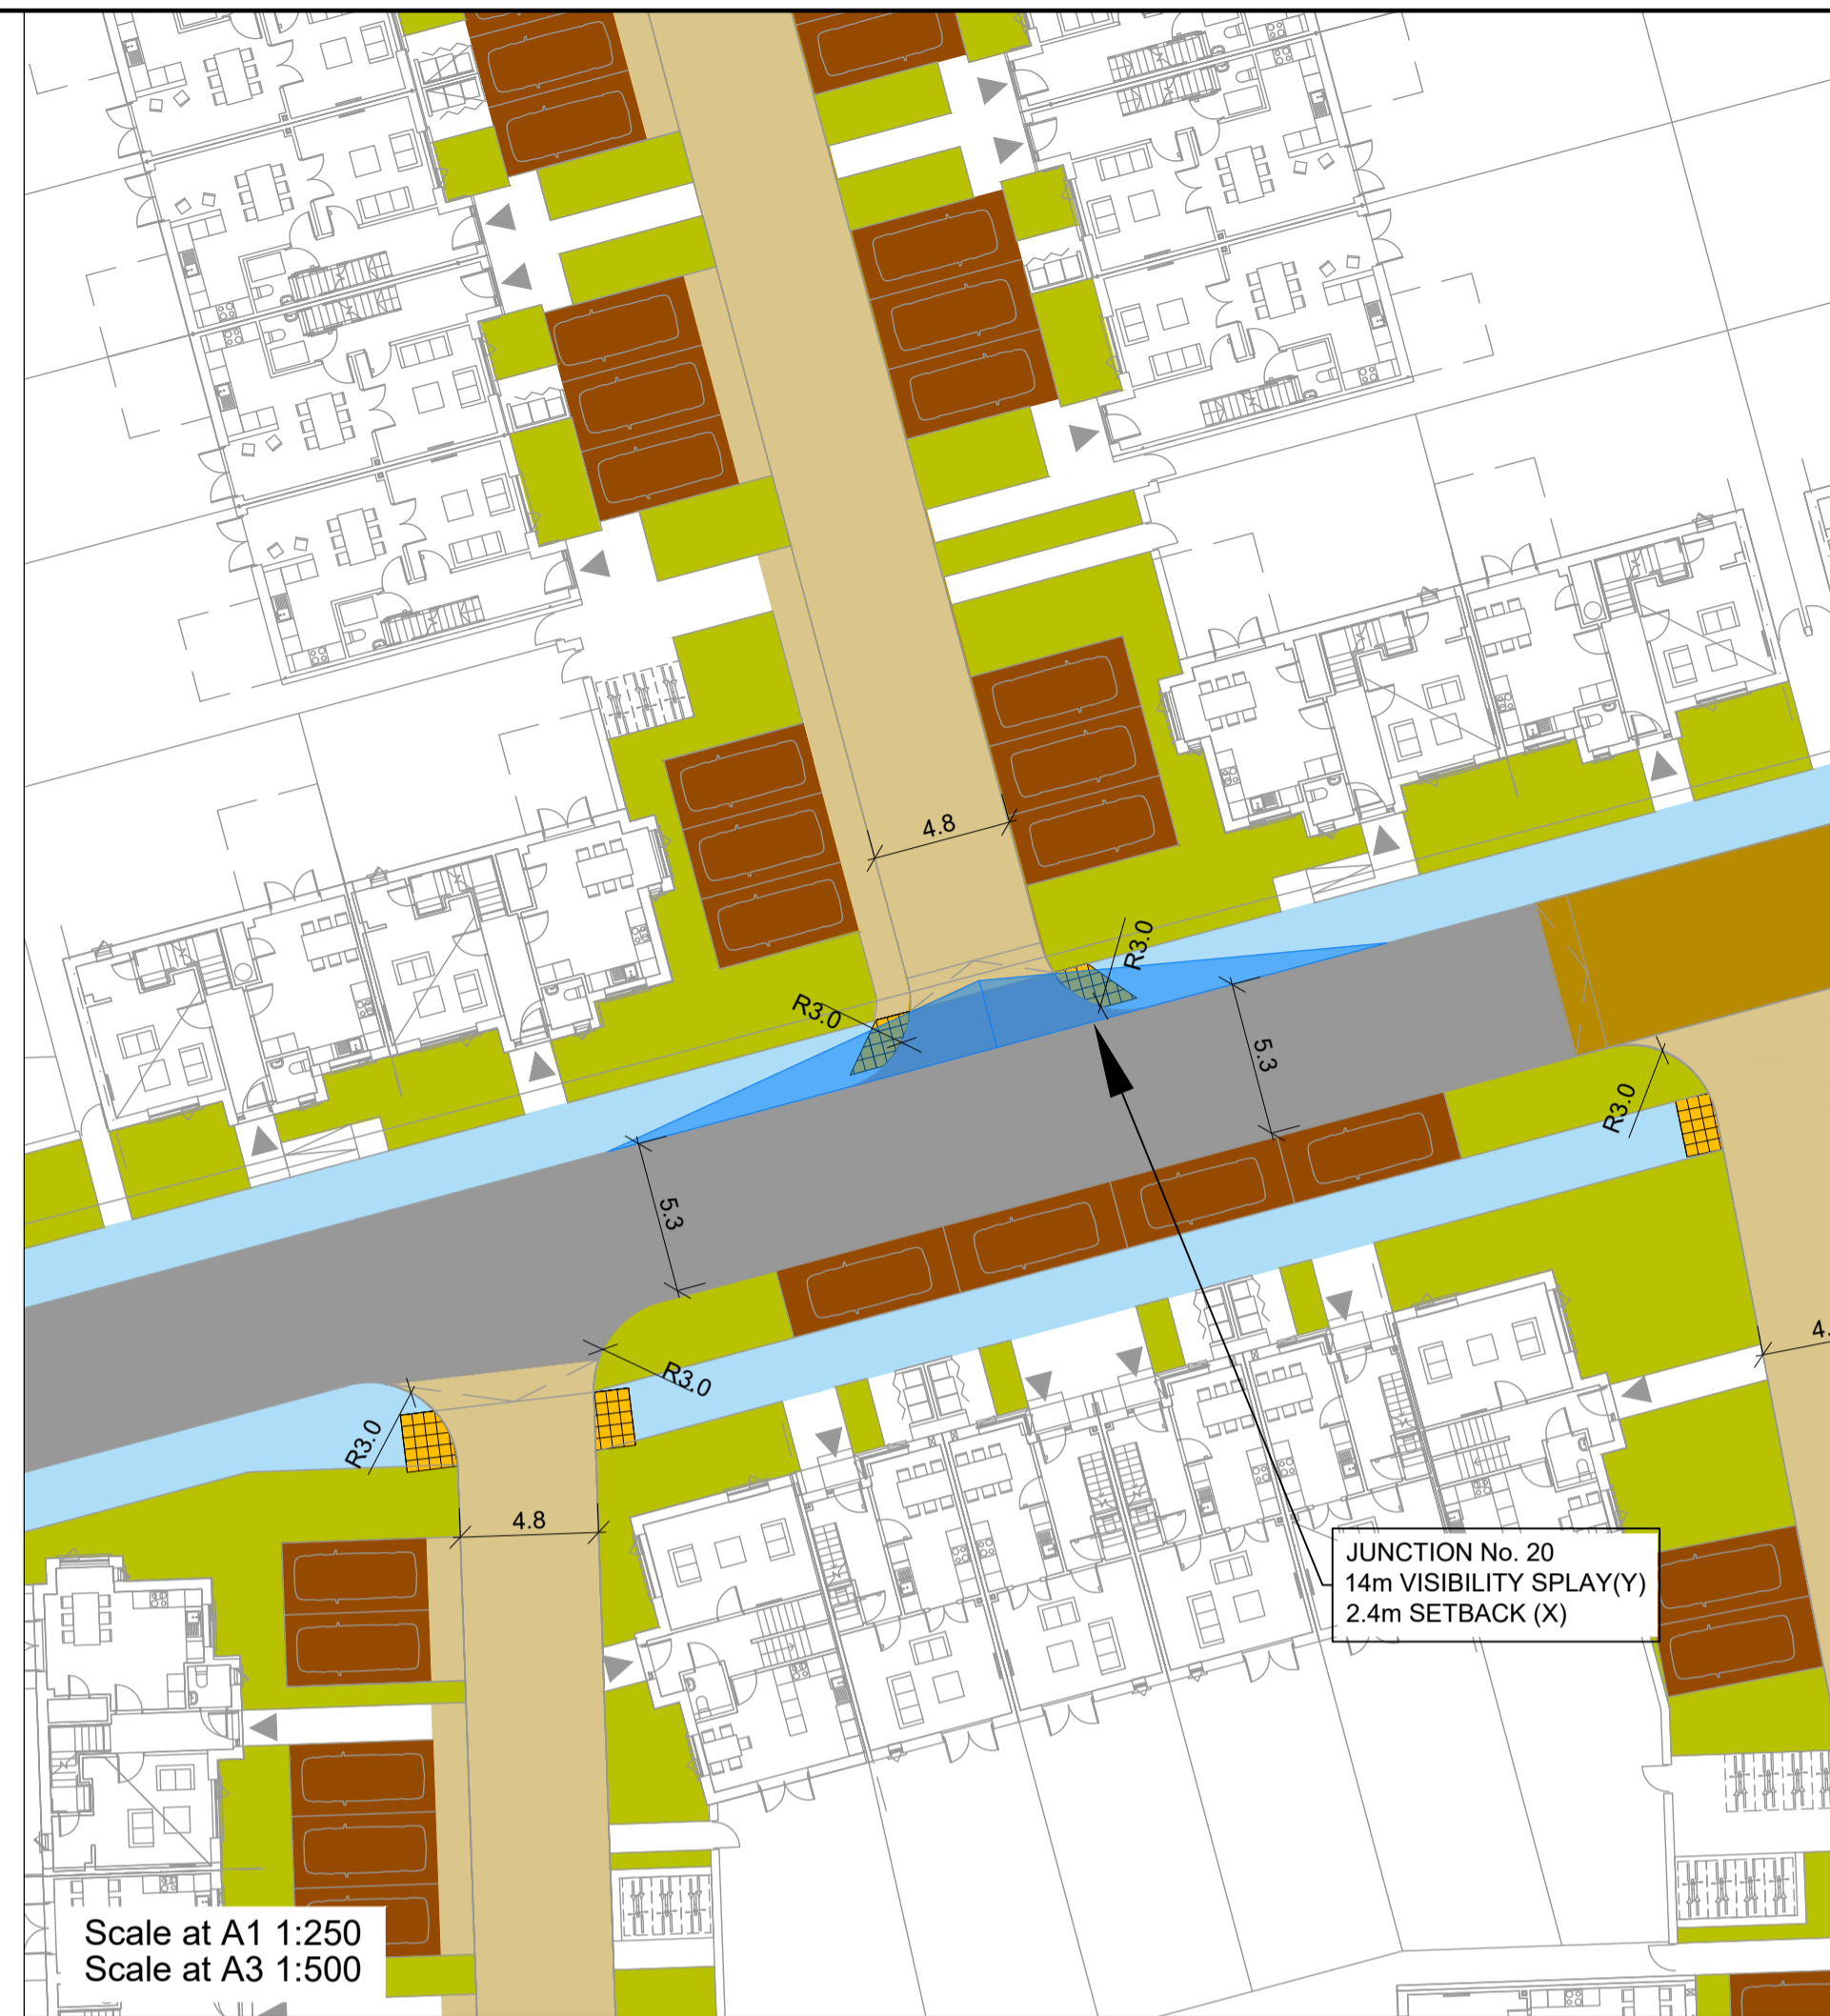 4.8
R3.0
R3.0
5.3
5.3
R3.0
R3.0
R3.0
4.8
JUNCTION No. 20
14m VISIBILITY SPLAY(Y)
2.4m SETBACK (X)
Scale at A1 1:250
Scale at A3 1:500